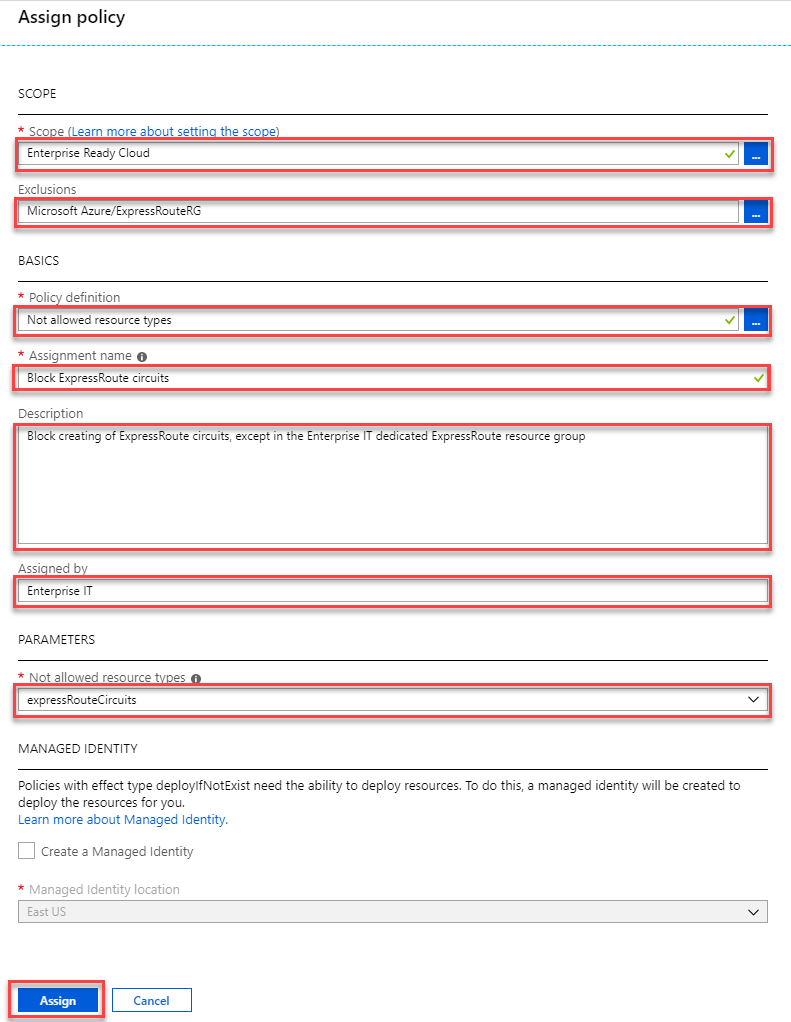 Assign policy
SCOPE
* Scope (Learn more about setting the scope)
Enterprise Ready Cloud
...
Exclusions
Microsoft Azure/ExpressRouteRG
...
BASICS
* Policy definition
Not allowed resource types
...
* Assignment name
Block ExpressRoute circuits
Description
Block creating of ExpressRoute circuits, except in the Enterprise IT dedicated ExpressRoute resource group
Assigned by
Enterprise IT
PARAMETERS
* Not allowed resource types
expressRouteCircuits
MANAGED IDENTITY
Policies with effect type deployIfNotExist need the ability to deploy resources. To do this, a managed identity will be created to
deploy the resources for you.
Learn more about Managed Identity.
Create a Managed Identity
* Managed Identity location
East US
Assign Cancel